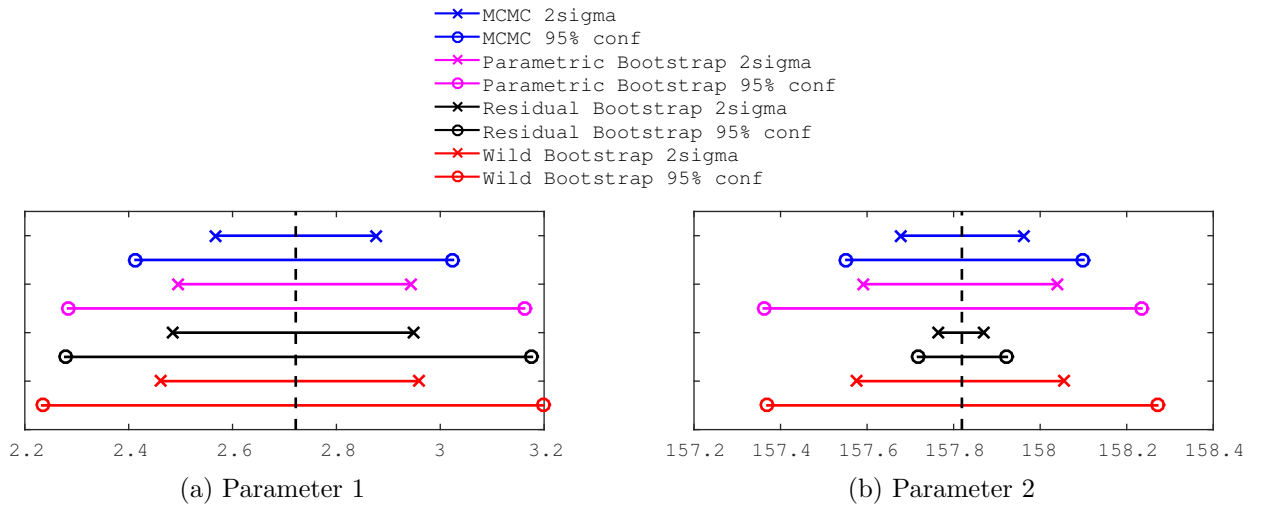 MCMC 2sigma
MCMC 95% conf
Parametric Bootstrap 2sigma
Parametric Bootstrap 95% conf
Residual Bootstrap 2sigma
Residual Bootstrap 95% conf
Wild Bootstrap 2sigma
Wild Bootstrap 95% conf
2.2 2.4 2.6 2.8 3 3.2
(a) Parameter 1
157.2 157.4 157.6 157.8 158 158.2 158.4
(b) Parameter 2